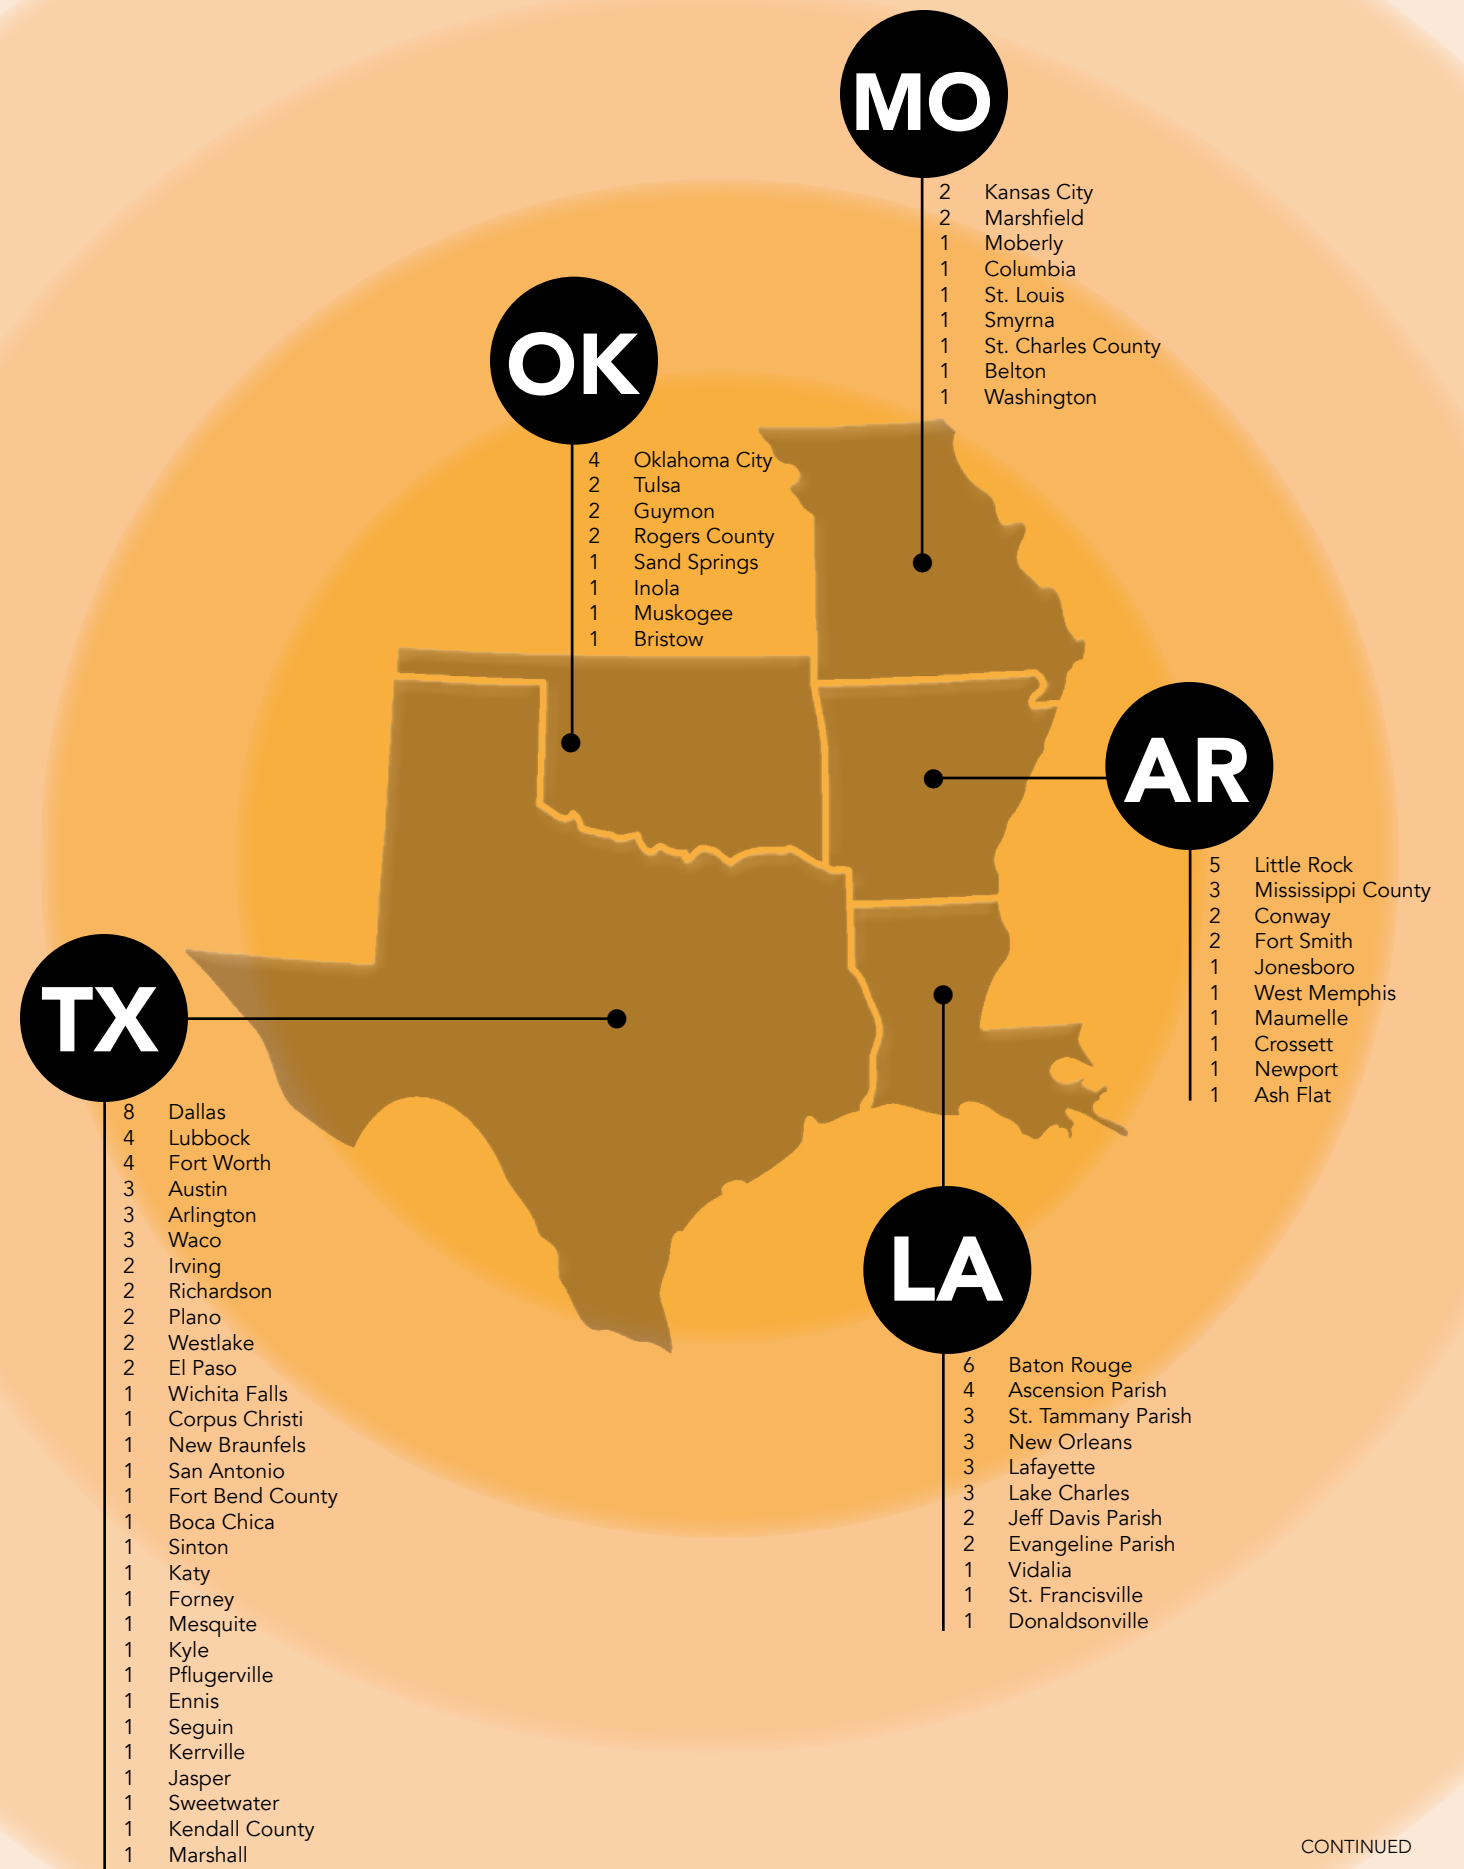 MO
2 Kansas City
2 Marshfield
1 Moberly
1 Columbia
1 St. Louis
1 Smyrna
1 St. Charles County
1 Belton
1 Washington
OK
4 Oklahoma City
2 Tulsa
2 Guymon
2 Rogers County
1 Sand Springs
1 Inola
1 Muskogee
1 Bristow
AR
5 Little Rock
3 Mississippi County
2 Conway
2 Fort Smith
1 Jonesboro
1 West Memphis
1 Maumelle
1 Crossett
1 Newport
1 Ash Flat
TX
8 Dallas
4 Lubbock
4 Fort Worth
3 Austin
3 Arlington
3 Waco
2 Irving
2 Richardson
2 Plano
2 Westlake
2 El Paso
1 Wichita Falls
1 Corpus Christi
1 New Braunfels
1 San Antonio
1 Fort Bend County
1 Boca Chica
1 Sinton
1 Katy
1 Forney
1 Mesquite
1 Kyle
1 Pflugerville
1 Ennis
1 Seguin
1 Kerrville
1 Jasper
1 Sweetwater
1 Kendall County
1 Marshall
LA
6 Baton Rouge
4 Ascension Parish
3 St. Tammany Parish
3 New Orleans
3 Lafayette
3 Lake Charles
2 Jeff Davis Parish
2 Evangeline Parish
1 Vidalia
1 St. Francisville
1 Donaldsonville
CONTINUED